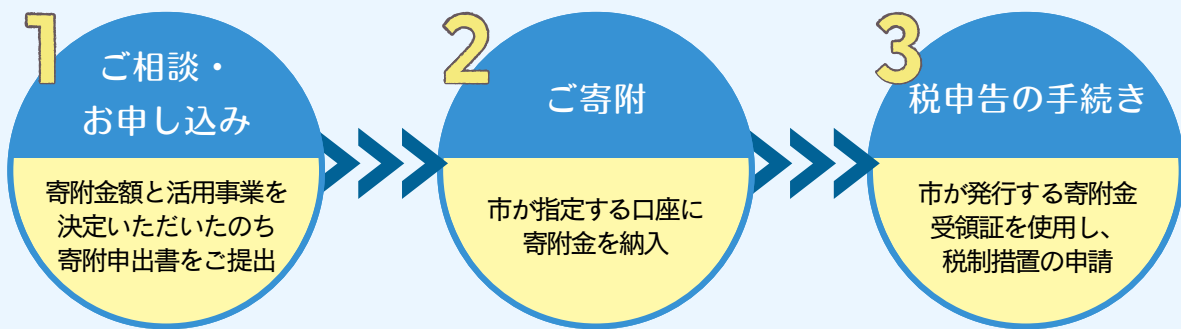 1
ご相談・
お申し込み
寄附金額と活用事業を
決定いただいたのち
寄附申出書をご提出
2
ご寄附
市が指定する口座に
寄附金を納入
3
税申告の手続き
市が発行する寄附金
受領証を使用し、
税制措置の申請